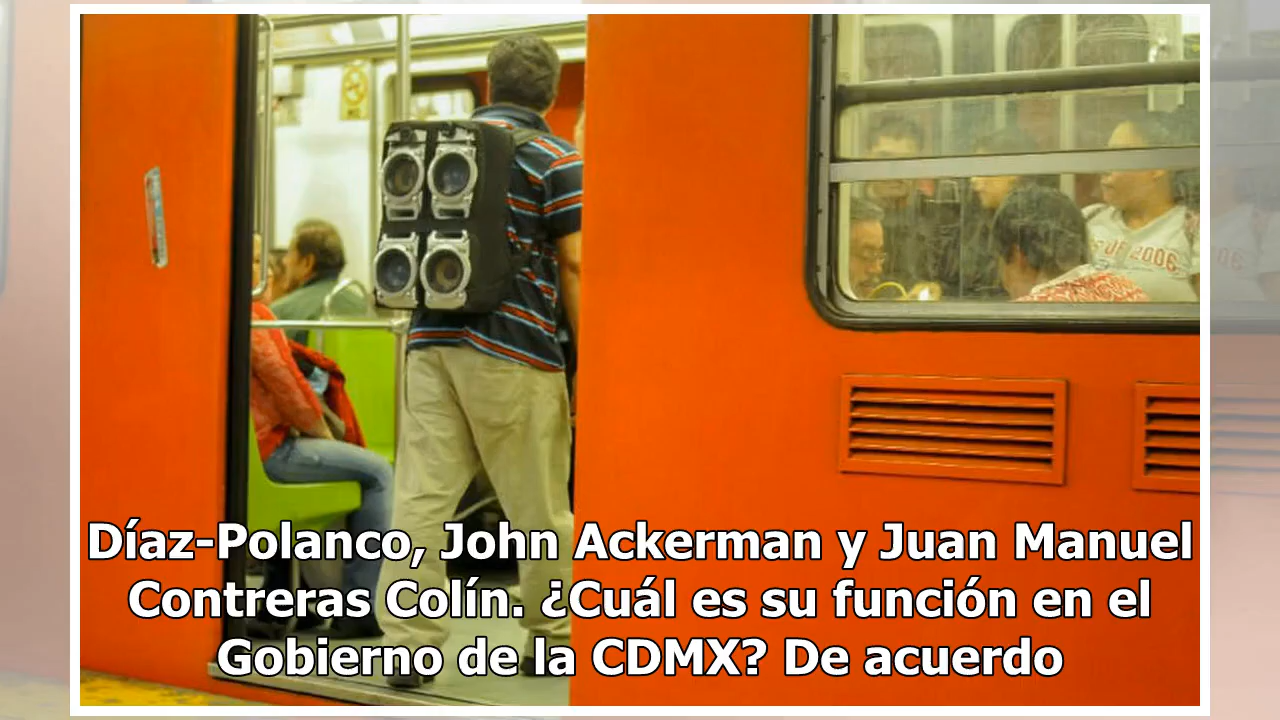 Díaz-Polanco, John Ackerman y Juan Manuel
Contreras Colín. ¿Cuál es su función en el
Gobierno de la CDMX? De acuerdo
2006